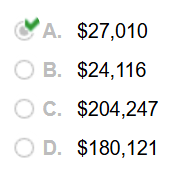 A. $27,010
B. $24,116
C. $204,247
D. $180,121